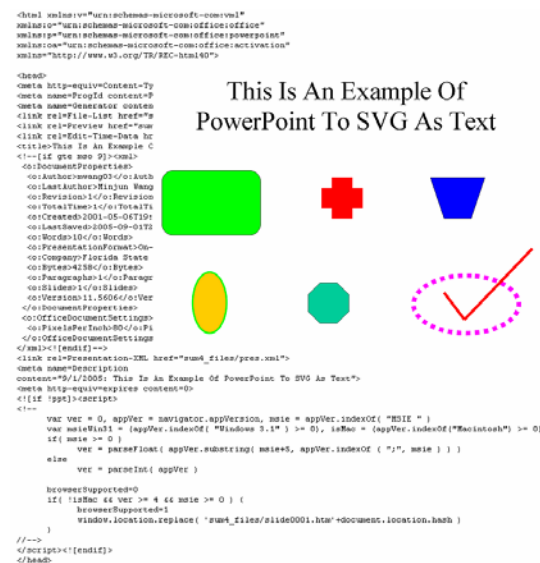 <html xmlns:v="urn:schemas-microsoft-com:vml"
xmlns:o="urn:schemas-microsoft-com:office:office"
xmlns:p="urn:schemas-microsoft-com:office:powerpoint"
xmlns:oa="urn:schemas-microsoft-com:office:activation"
xmlns="http://www.w3.org/TR/REC-html40">
<head>
<meta http-equiv=Content-Ty
<meta name=ProgId content=P
<meta name=Generator conten
<link rel=File-List href="s
<link rel=Preview href="sum
<link rel=Edit-Time-Data hr
<title>This Is An Example O
<!--[if gte mso 9]><xml>
<o:DocumentProperties>
<o:Author>mwang03</o:Auth
<o:LastAuthor>Minjun Wang
<o:Revision>1</o:Revision
<o:TotalTime>1</o:TotalTi
<o:Created>2001-05-06T19:
<o:LastSaved>2005-09-01T2
<o:Words>10</o:Words>
<o:PresentationFormat>On-
<o:Company>Florida State
<o:Bytes>4258</o:Bytes>
<o:Paragraphs>1</o:Paragr
<o:Slides>1</o:Slides>
<o:Version>11.5606</o:Ver
</o:DocumentProperties>
<o:OfficeDocumentSettings
<o:PixelsPerInch>80</o:Pi
</o:OfficeDocumentSettings
</xml><![endif]-->
This Is An Example Of
PowerPoint To SVG As Text
<link rel=Presentation-XML href="sum4_files/pres.xml">
<meta name=Description
content="9/1/2005: This Is An Example Of PowerPoint To SVG As Text">
<meta http-equiv=expires content=0>
<![if !ppt]><script>
<!--
var ver = 0, appVer = navigator.appVersion, msie = appVer.indexOf( "MSIE " )
var msieWin31 = (appVer.indexOf( "Windows 3.1" ) >= 0), isMac = (appVer.indexOf("Macintosh") >= 0)
if( msie >= 0 )
ver = parseFloat( appVer.substring( msie+5, appVer.indexOf ( ";", msie ) ) )
else
ver = parseInt( appVer )
browserSupported=0
if( !isMac && ver >= 4 && msie >= 0 ) {
browserSupported=1
window.location.replace( 'sum4_files/slide0001.htm'+document.location.hash )
}
//-->
</script><![endif]>
</head>